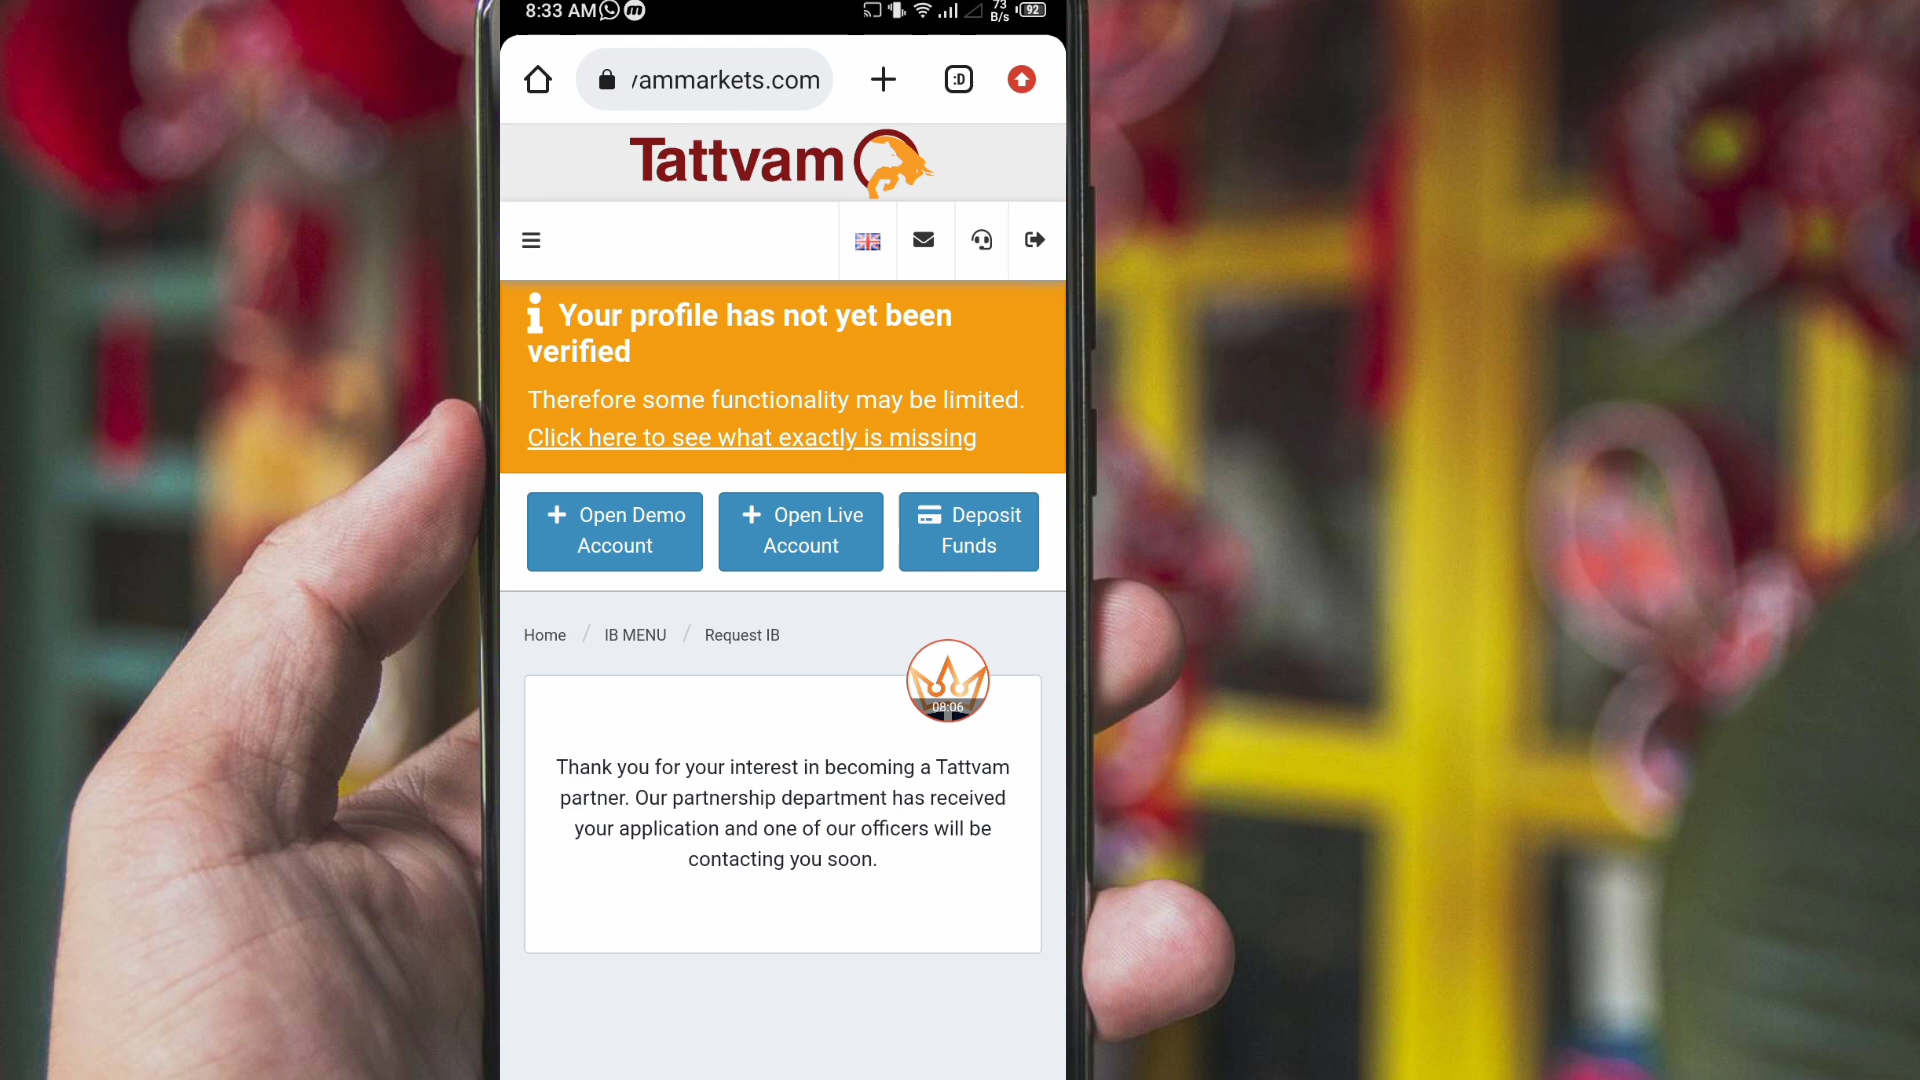 8:33 AM
73
B/s
92
/ammarkets.com
:D
Tattvam
Your profile has not yet been
verified
Therefore some functionality may be limited.
Click here to see what exactly is missing
Open Demo
Account
Open Live
Account
Deposit
Funds
Home / IB MENU / Request IB
08:06
Thank you for your interest in becoming a Tattvam
partner. Our partnership department has received
your application and one of our officers will be
contacting you soon.